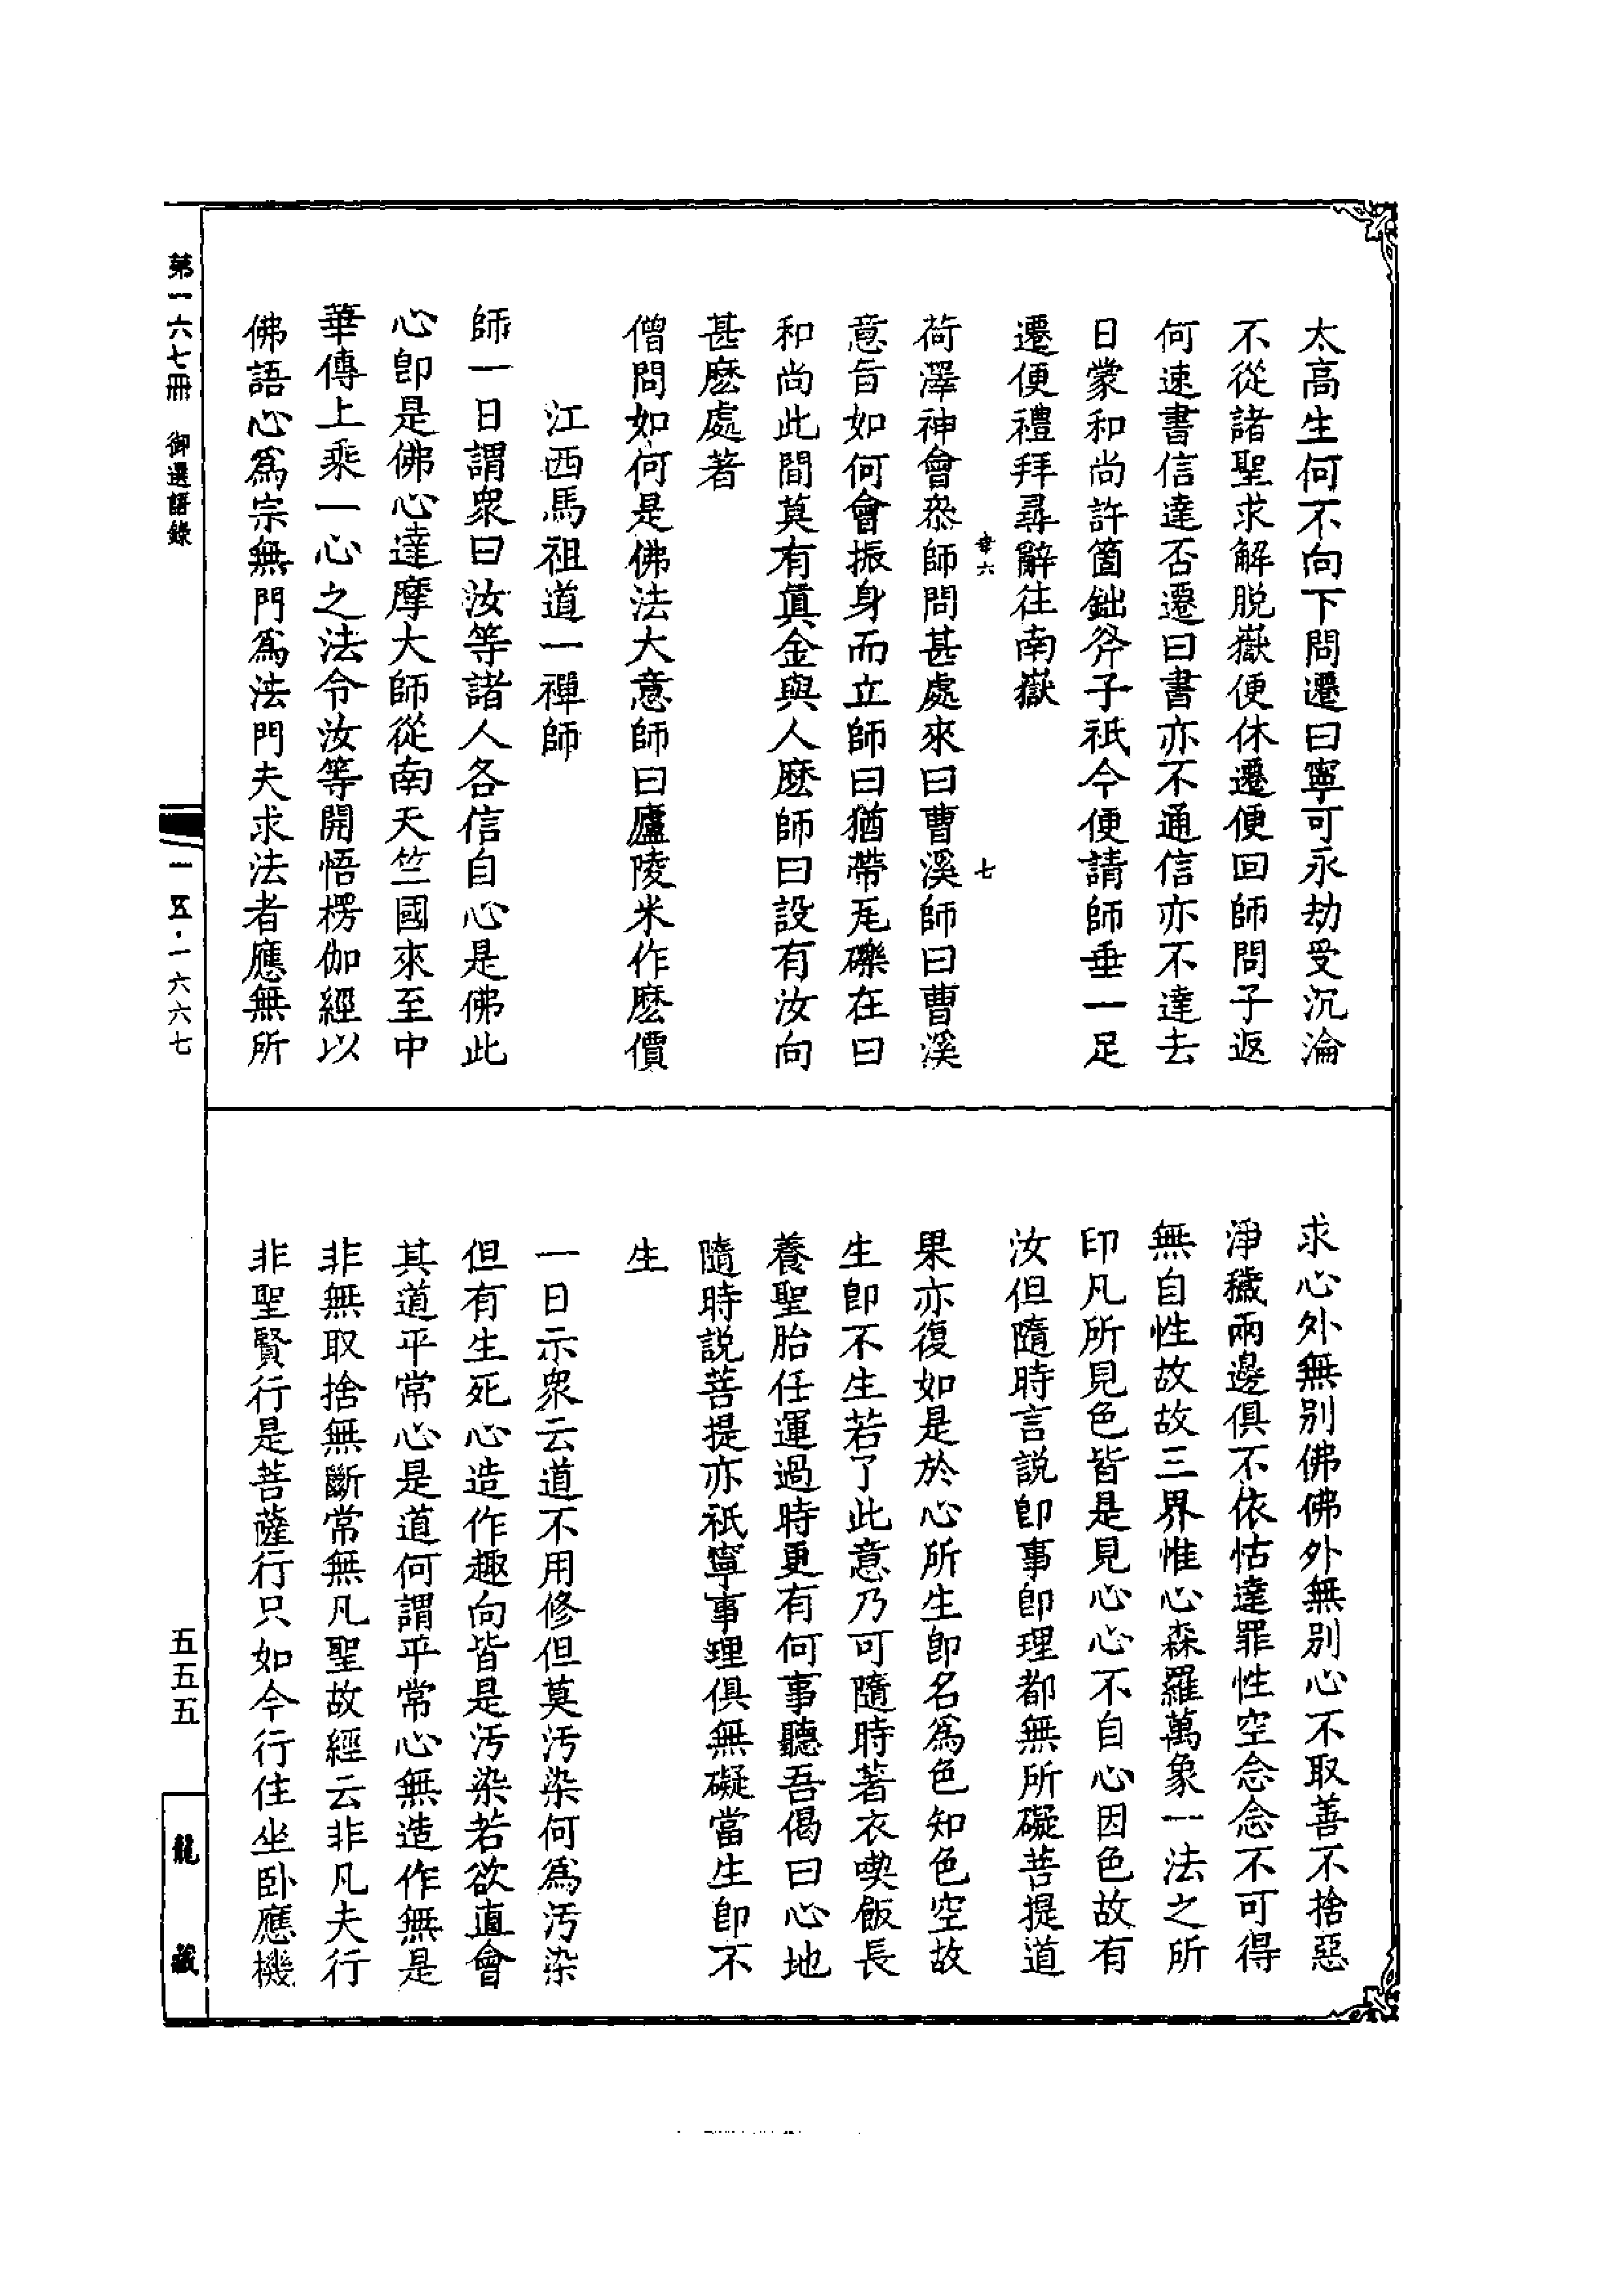 太高生何不向下問遷曰寧可永劫受沉淪
不從諸聖求解脱嶽便休遷便回師問子返
何速書信達否遷曰書亦不通信亦不達去
日蒙和尚許箇鈯斧子祇今便請師垂一足
遷便禮拜尋辭往南嶽
章六 七
荷澤神會叅師問甚處來曰曹溪師曰曹溪
意旨如何會振身而立師曰猶帶瓦礫在曰
和尚此間莫有眞金與人麽師曰設有汝向
甚麽處著
僧問如何是佛法大意師曰廬陵米作麽價
江西馬祖道一禪師
師一日謂衆曰汝等諸人各信自心是佛此
心卽是佛心達摩大師從南天竺國來至中
華傳上乘一心之法令汝等開悟楞伽經以
佛語心爲宗無門爲法門夫求法者應無所
求心外無別佛佛外無別心不取善不捨惡
淨穢兩邊俱不依怙達罪性空念念不可得
無自性故故三界惟心森羅萬象一法之所
印凡所見色皆是見心心不自心因色故有
汝但隨時言説卽事卽理都無所礙菩提道
果亦復如是於心所生卽名爲色知色空故
生卽不生若了此意乃可隨時著衣喫飯長
養聖胎任運過時更有何事聽吾偈曰心地
隨時説菩提亦祇寧事理俱無礙當生卽不
生
一日示衆云道不用修但莫汚染何爲汚染
但有生死心造作趣向皆是汚染若欲直會
其道平常心是道何謂平常心無造作無是
非無取捨無斷常無凡聖故經云非凡夫行
非聖賢行是菩薩行只如今行住坐卧應機
第一六七冊 御選語錄
一五·一六六七
五五五
龍藏